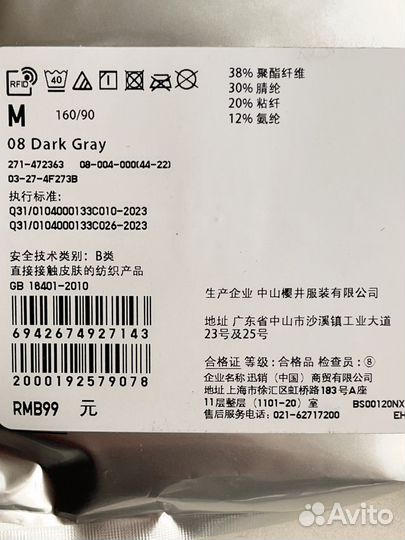 RFID
40
M 160/90
08 Dark Gray
271-472363 08-004-000(44-22)
03-27-4F273B
执行标准:
Q31/0104000133C010-2023
Q31/0104000133C026-2023
安全技术类别: B类
直接接触皮肤的纺织产品
GB 18401-2010
6942674927143
2000192579078
RMB99 元
38% 聚酯纤维
30% 腈纶
20% 粘纤
12% 氨纶
生产企业 中山樱井服装有限公司
地址 广东省中山市沙溪镇工业大道
23号及25号
合格证 等级:合格品 检查员:⑧
企业名称 迅销(中国)商贸有限公司
地址 上海市徐汇区虹桥路183号A座
11层整层(1101-20)室 BS00120NX
售后服务电话: 021-62717200 EH
Avito